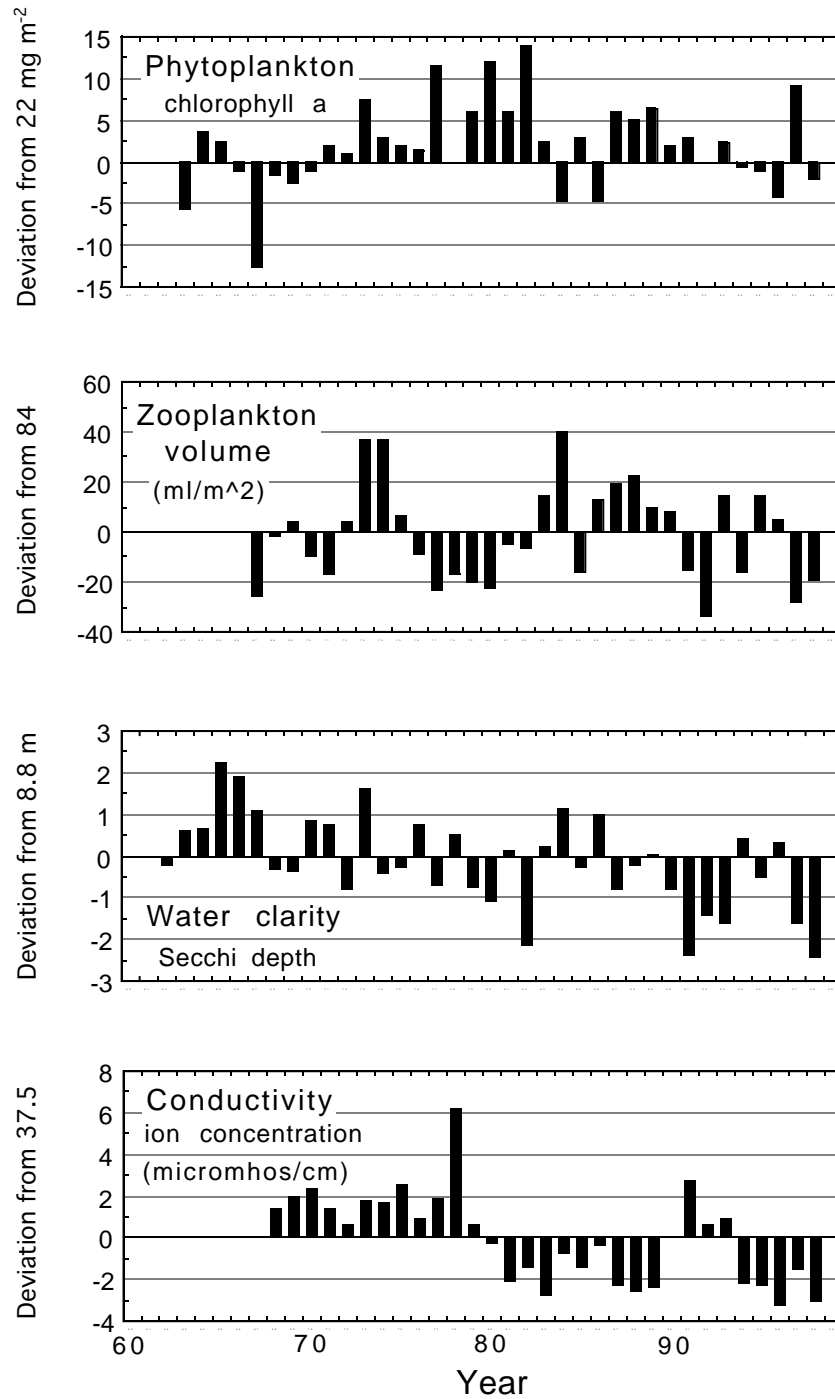 Deviation from 22 mg m-2
15
10
5
0
-5
-10
-15
Phytoplankton
chlorophyll a
Deviation from 84
60
40
20
0
-20
-40
Zooplankton
volume
(ml/m^2)
Deviation from 8.8 m
3
2
1
0
-1
-2
-3
Water clarity
Secchi depth
Deviation from 37.5
8
6
4
2
0
-2
-4
Conductivity
ion concentration
(micromhos/cm)
60 70 80 90
Year